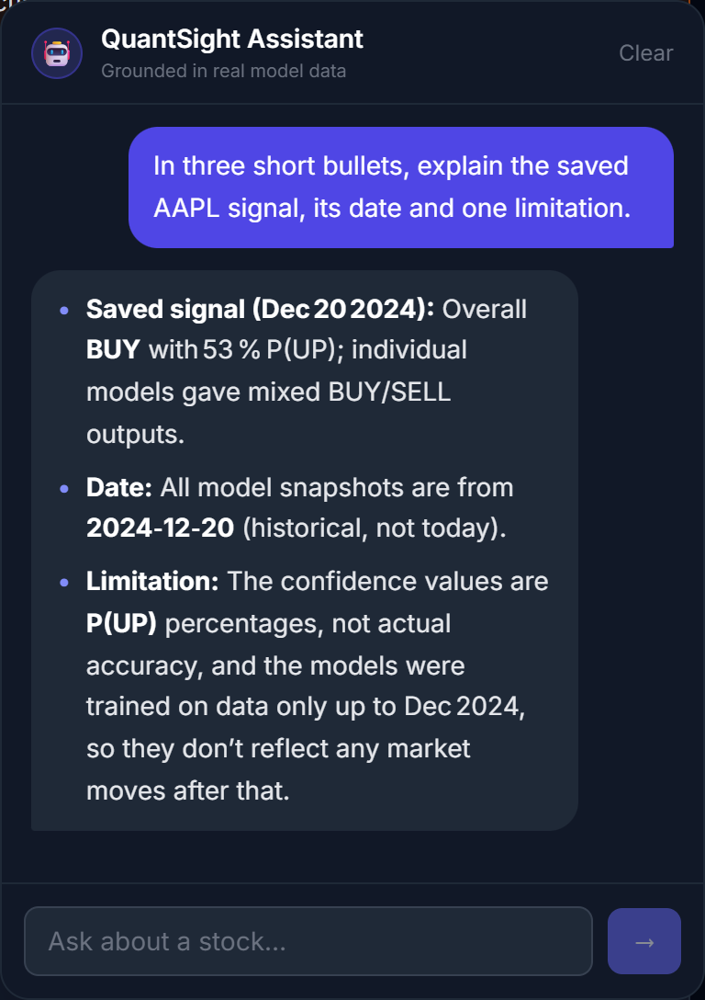 QuantSight Assistant
Grounded in real model data
Clear
In three short bullets, explain the saved
AAPL signal, its date and one limitation.
• Saved signal (Dec 20 2024): Overall
BUY with 53 % P(UP); individual
models gave mixed BUY/SELL
outputs.
• Date: All model snapshots are from
2024-12-20 (historical, not today).
• Limitation: The confidence values are
P(UP) percentages, not actual
accuracy, and the models were
trained on data only up to Dec 2024,
so they don’t reflect any market
moves after that.
Ask about a stock...
→